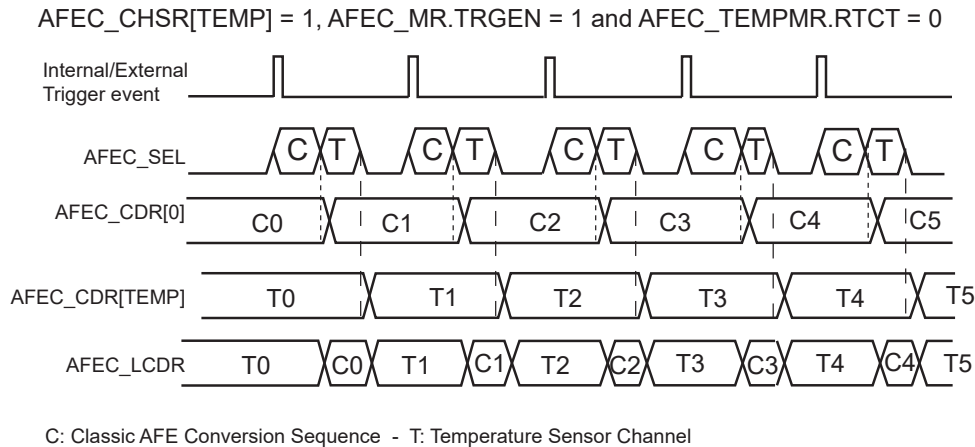 AFEC_CHSR[TEMP] = 1, AFEC_MR.TRGEN = 1 and AFEC_TEMPMR.RTCT = 0
Internal/External
Trigger event
AFEC_SEL C T C T C T C T C T
AFEC_CDR[0] C0 C1 C2 C3 C4 C5
AFEC_CDR[TEMP] T0 T1 T2 T3 T4 T5
AFEC_LCDR T0 C0 T1 C1 T2 C2 T3 C3 T4 C4 T5
C: Classic AFE Conversion Sequence - T: Temperature Sensor Channel